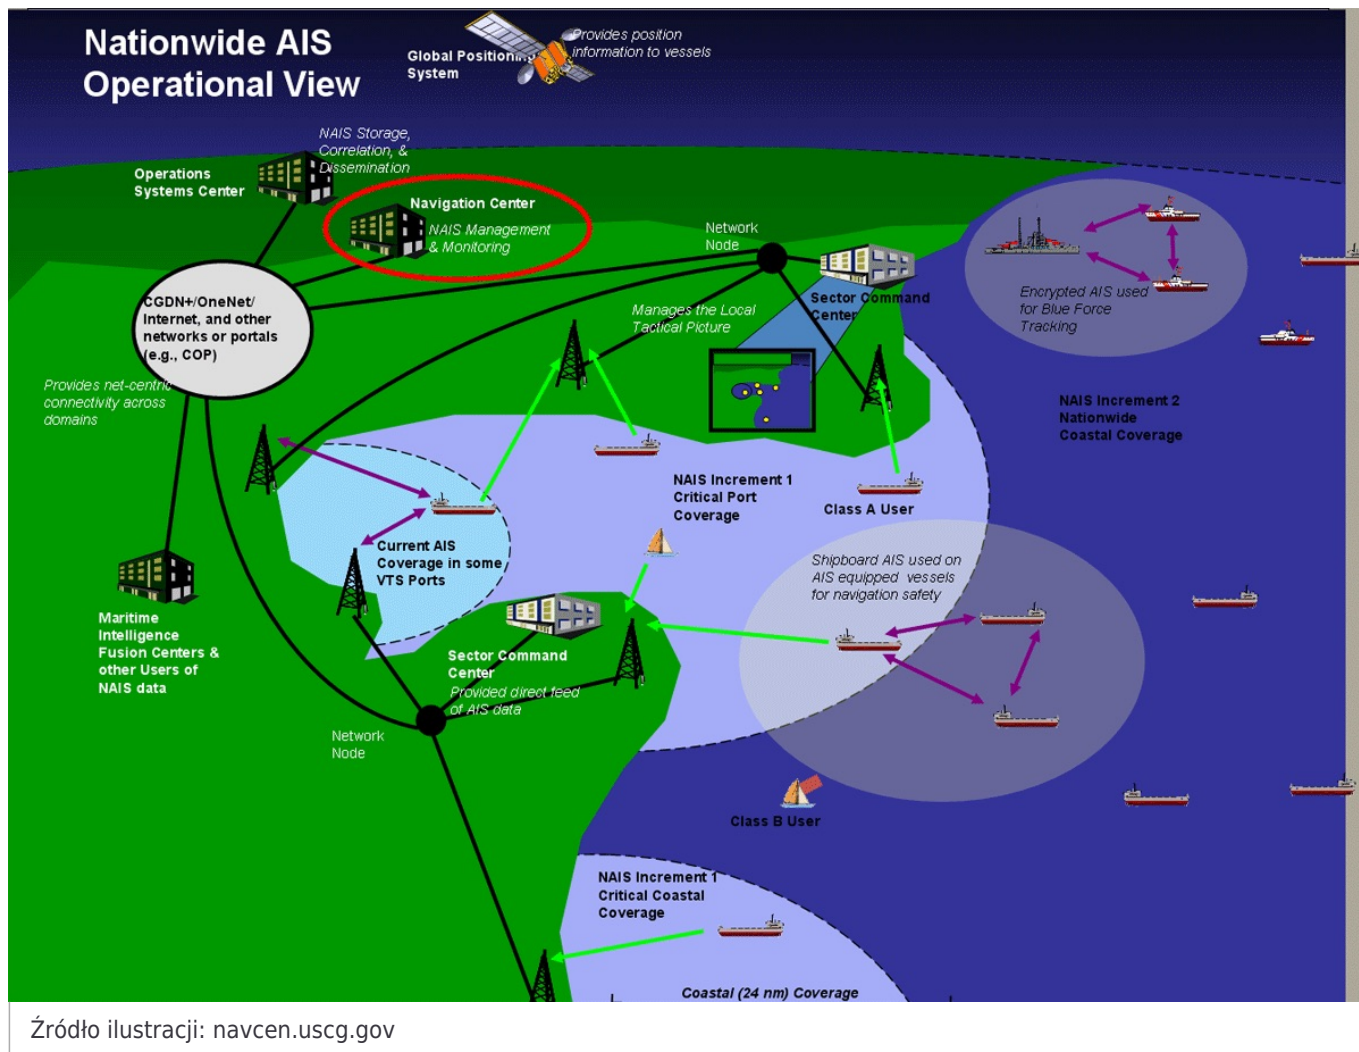 Nationwide AIS
Operational View
Global Positioning
System
Provides position
information to vessels
NAIS Storage,
Correlation, &
Dissemination
Operations
Systems Center
Navigation Center
NAIS Management
& Monitoring
Network
Node
Sector Command
Center
Manages the Local
Tactical Picture
Encrypted AIS used
for Blue Force
Tracking
CGDN+/OneNet/
Internet, and other
networks or portals
(e.g., COP)
Provides net-centric
connectivity across
domains
NAIS Increment 2
Nationwide
Coastal Coverage
NAIS Increment 1
Critical Port
Coverage
Class A User
Current AIS
Coverage in some
VTS Ports
Shipboard AIS used on
AIS equipped vessels
for navigation safety
Maritime
Intelligence
Fusion Centers &
other Users of
NAIS data
Sector Command
Center
Provided direct feed
of AIS data
Network
Node
Class B User
NAIS Increment 1
Critical Coastal
Coverage
Coastal (24 nm) Coverage
Źródło ilustracji: navcen.uscg.gov